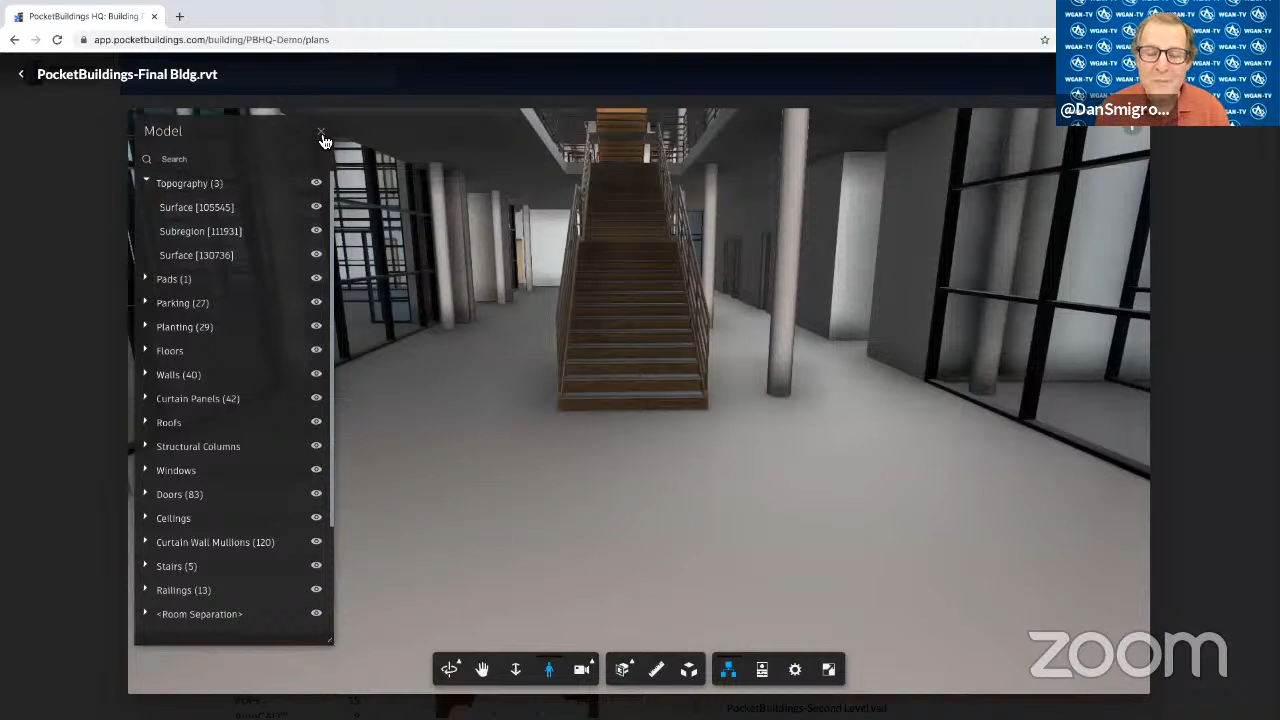 PocketBuildings HQ: Building T
app.pocketbuildings.com/building/PBHQ-Demo/plans
PocketBuildings-Final Bldg.rvt
WGAN-TV
@DanSmigro...
Model
Search
Topography (3)
Surface [105545]
Subregion [111931]
Surface [130736]
Pads (1)
Parking (27)
Planting (29)
Floors
Walls (40)
Curtain Panels (42)
Roofs
Structural Columns
Windows
Doors (83)
Ceilings
Curtain Wall Mullions (120)
Stairs (5)
Railings (13)
<Room Separation>
zoom
PocketBuildings-Second Level.vsd